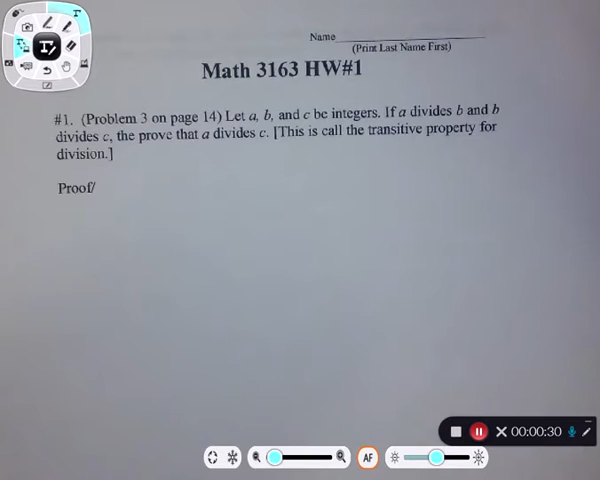 Name
(Print Last Name First)
Math 3163 HW#1
#1. (Problem 3 on page 14) Let a, b, and c be integers. If a divides b and b
divides c, the prove that a divides c. [This is call the transitive property for
division.]
Proof/
00:00:30
AF